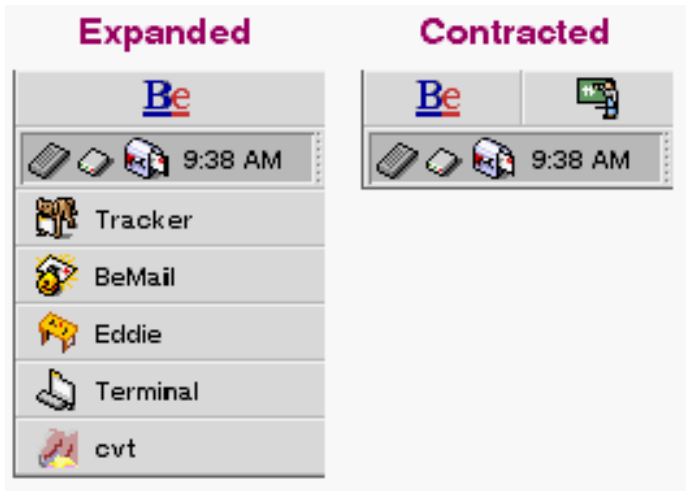 Expanded
Contracted
Be
Be
9:38 AM
9:38 AM
Tracker
BeMail
Eddie
Terminal
cvt